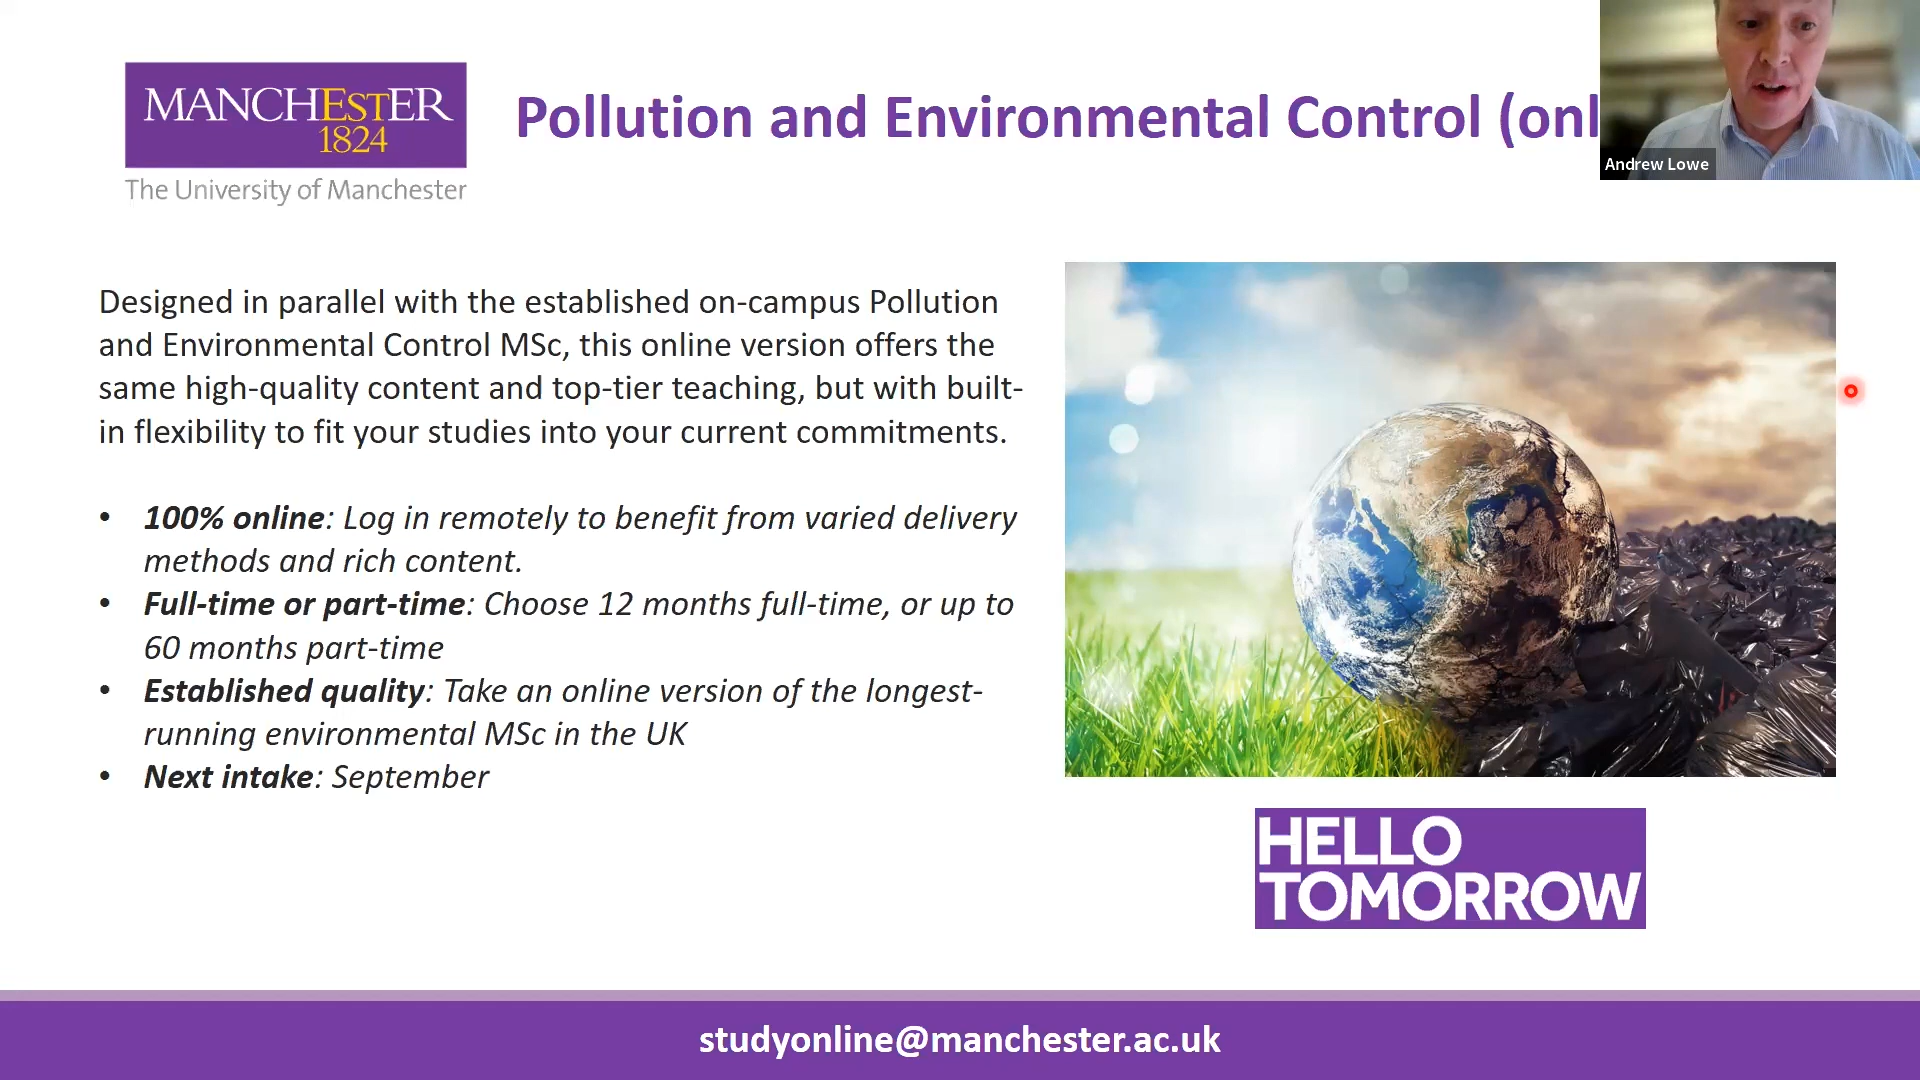 MANCHESTER
1824
The University of Manchester
Pollution and Environmental Control (onl
Andrew Lowe
Designed in parallel with the established on-campus Pollution
and Environmental Control MSc, this online version offers the
same high-quality content and top-tier teaching, but with built-
in flexibility to fit your studies into your current commitments.
• 100% online: Log in remotely to benefit from varied delivery
methods and rich content.
• Full-time or part-time: Choose 12 months full-time, or up to
60 months part-time
• Established quality: Take an online version of the longest-
running environmental MSc in the UK
• Next intake: September
HELLO
TOMORROW
studyonline@manchester.ac.uk